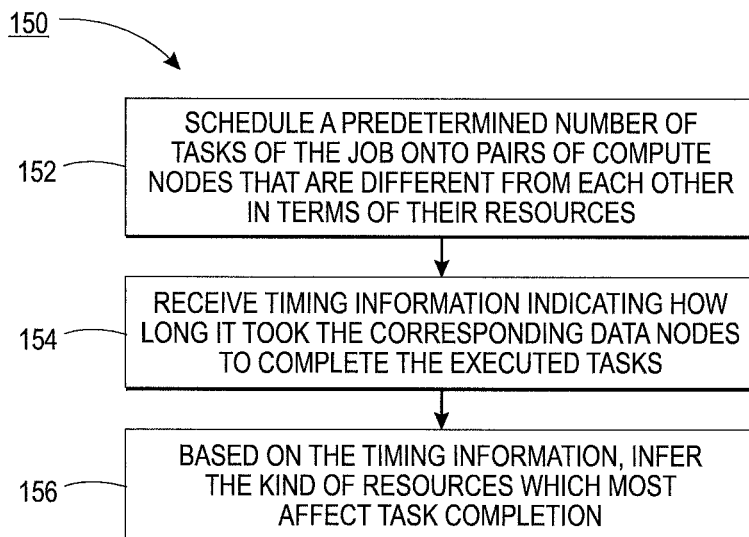 150
152
SCHEDULE A PREDETERMINED NUMBER OF
TASKS OF THE JOB ONTO PAIRS OF COMPUTE
NODES THAT ARE DIFFERENT FROM EACH OTHER
IN TERMS OF THEIR RESOURCES
154
RECEIVE TIMING INFORMATION INDICATING HOW
LONG IT TOOK THE CORRESPONDING DATA NODES
TO COMPLETE THE EXECUTED TASKS
156
BASED ON THE TIMING INFORMATION, INFER
THE KIND OF RESOURCES WHICH MOST
AFFECT TASK COMPLETION